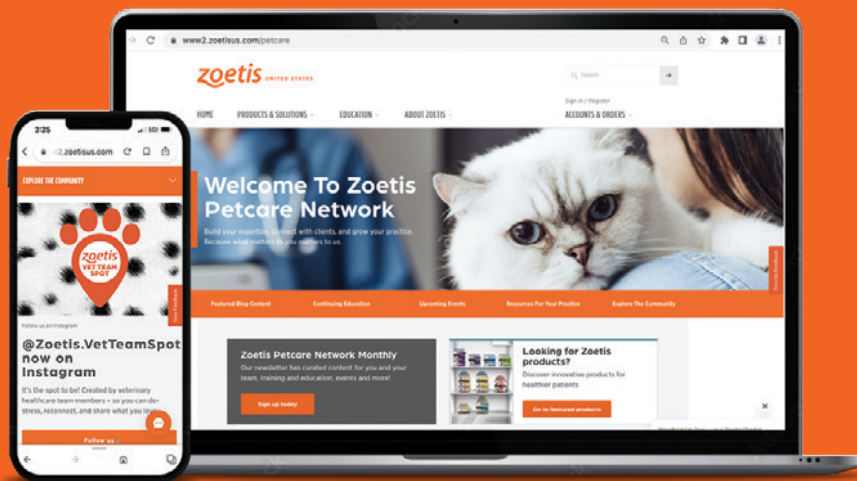 www2.zoetisus.com/petcare
zoetis UNITED STATES
Search
Sign in / Register
HOME PRODUCTS & SOLUTIONS EDUCATION ABOUT ZOETIS ACCOUNTS & ORDERS
Welcome To Zoetis
Petcare Network
Build your expertise, connect with clients, and grow your practice.
Because what matters to you matters to us.
Provide Feedback
Featured Blog Content Continuing Education Upcoming Events Resources For Your Practice Explore The Community
Zoetis Petcare Network Monthly
Our newsletter has curated content for you and your
team, training and education, events and more!
Sign up today
Looking for Zoetis
products?
Discover innovative products for
healthier patients
Go to featured products
2:25
zoetisus.com
EXPLORE THE COMMUNITY
zoetis
VET TEAM
SPOT
Give Feedback
Follow us on Instagram
@Zoetis.VetTeamSpot
now on
Instagram
It's the spot to be! Created by veterinary
healthcare team members – so you can de-
stress, reconnect, and share what you love.
Follow us